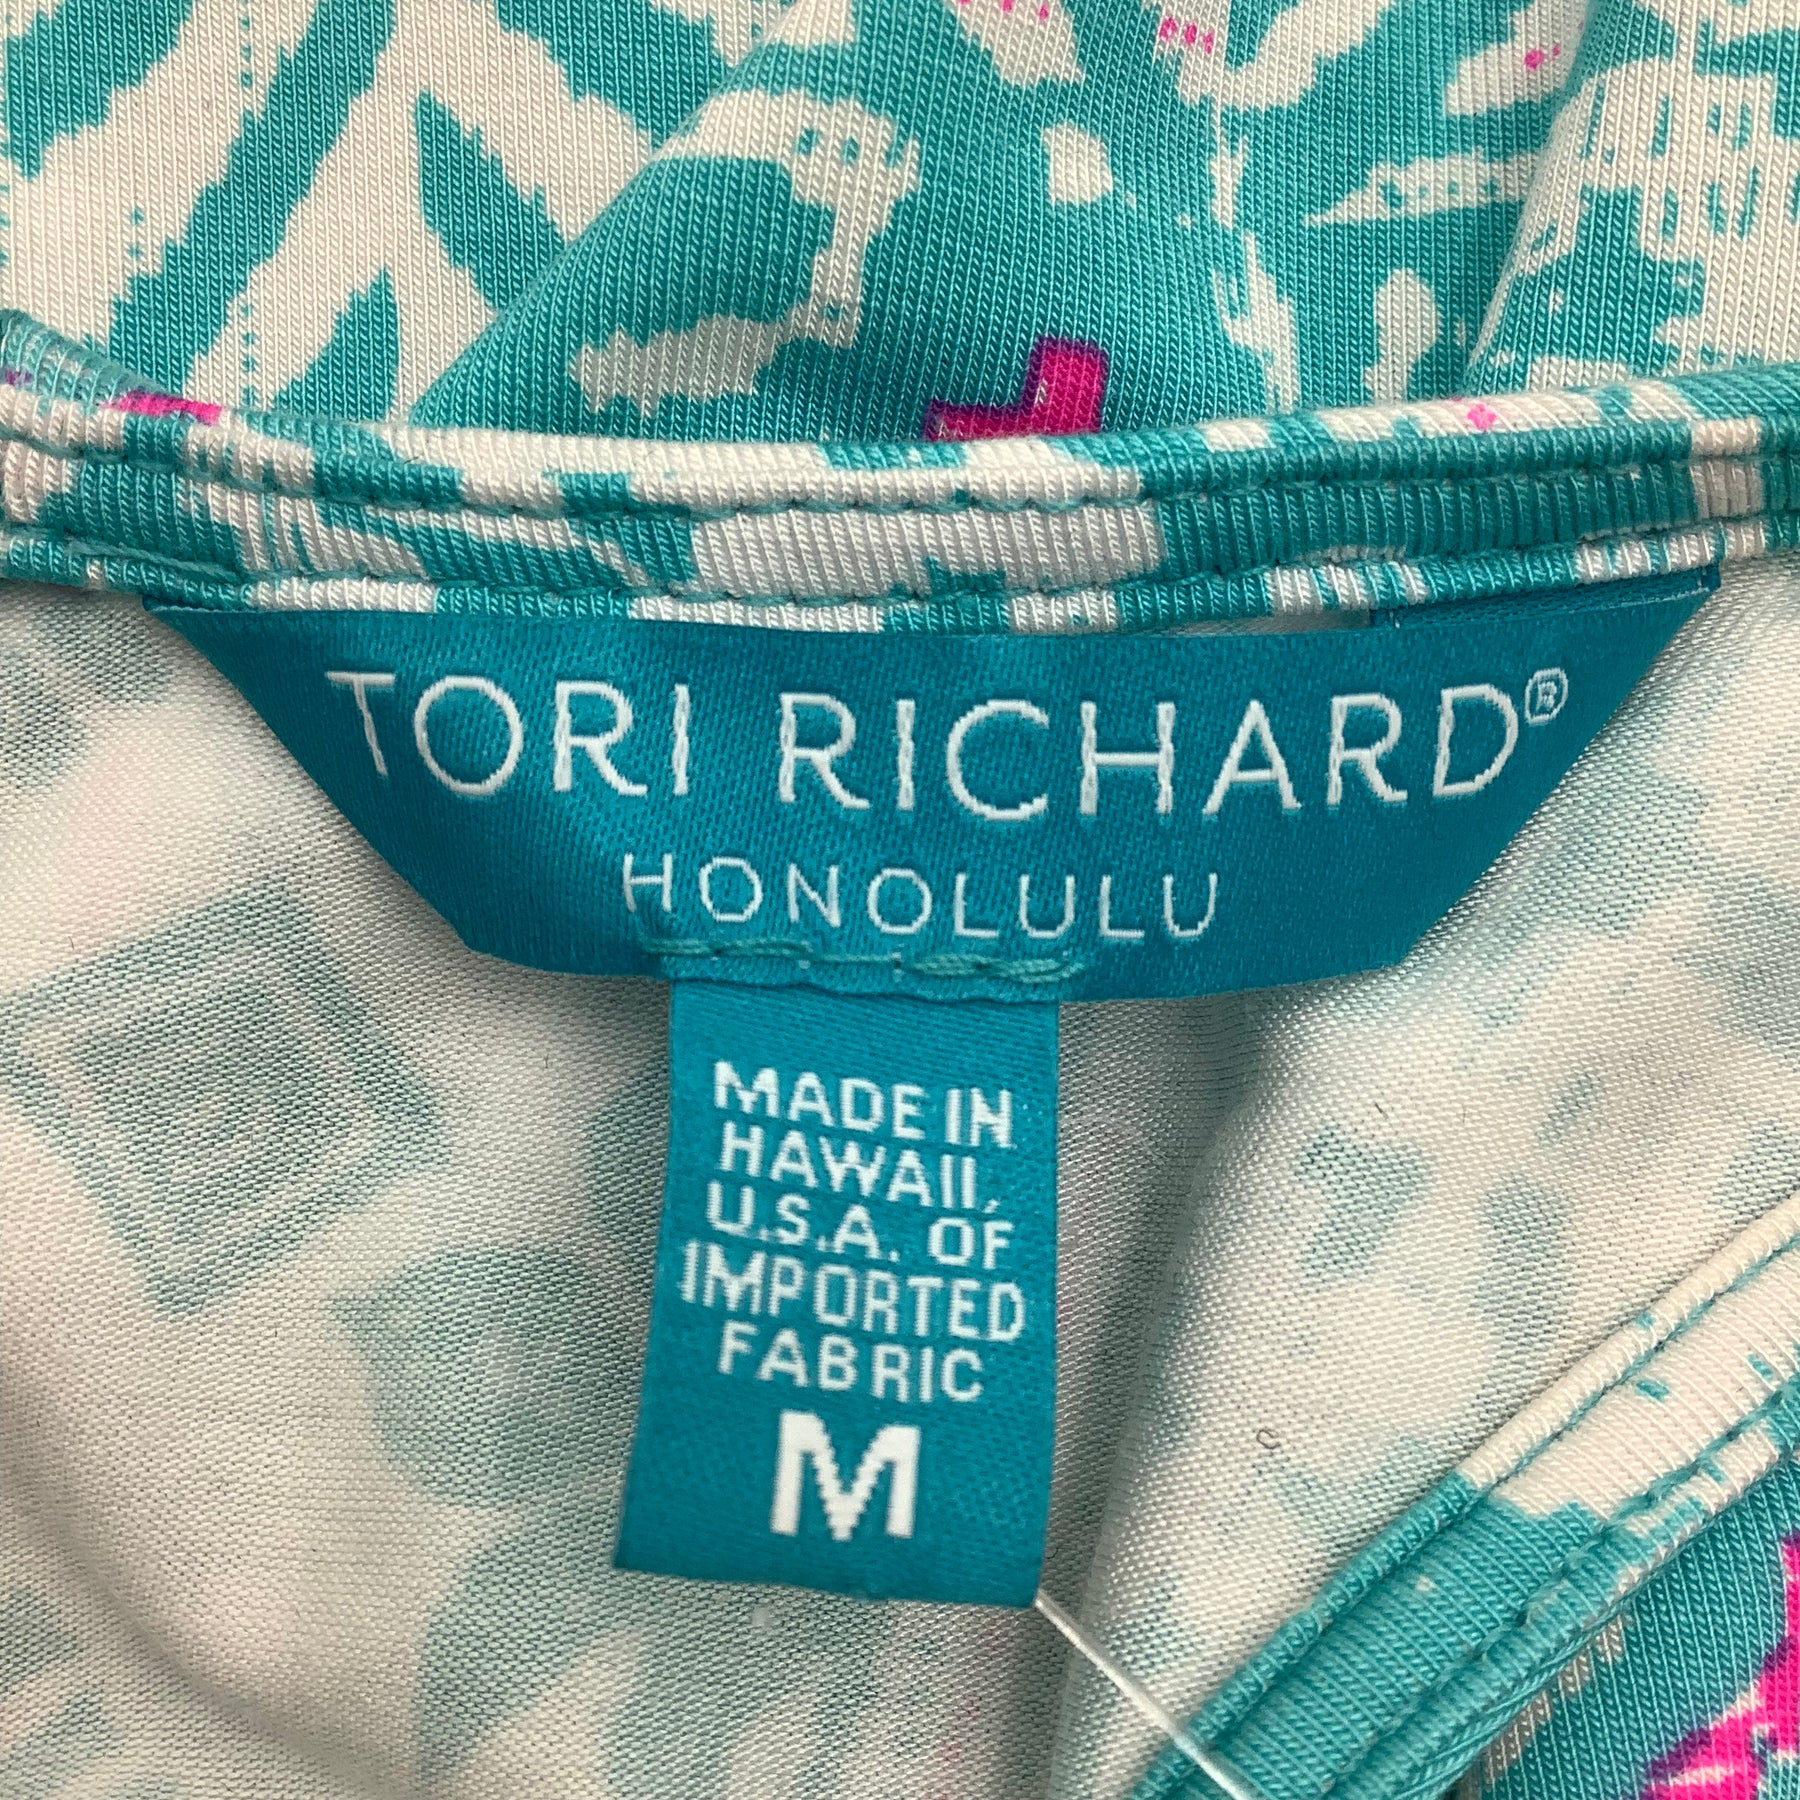 TORI RICHARD®
HONOLULU
MADE IN
HAWAII,
U.S.A. OF
IMPORTED
FABRIC
M